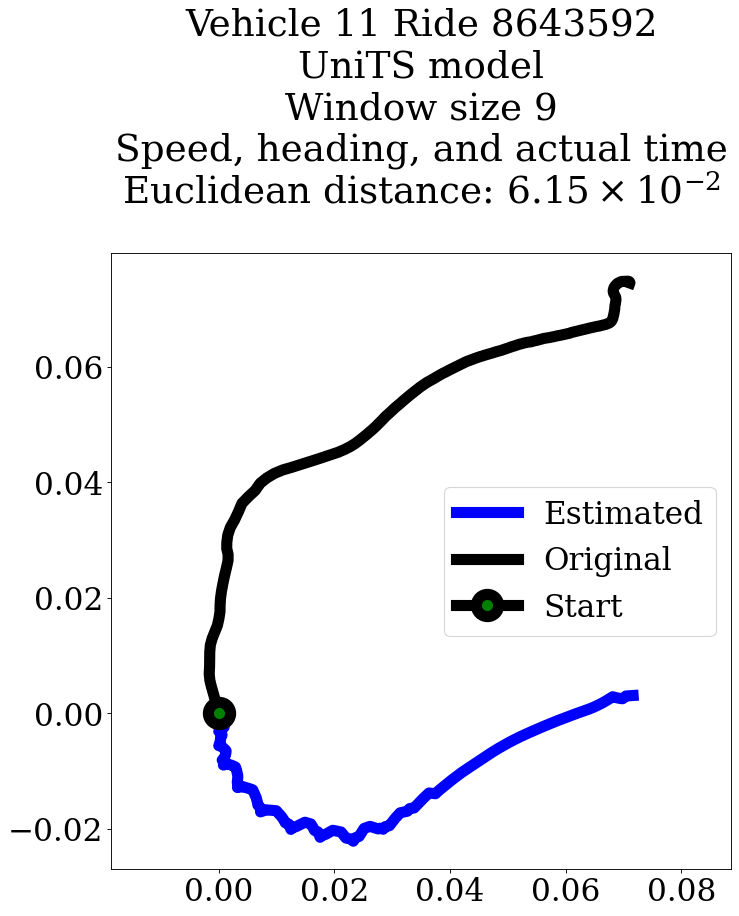 Vehicle 11 Ride 8643592
UniTS model
Window size 9
Speed, heading, and actual time
Euclidean distance: 6.15 × 10⁻²
0.06
0.04
0.02
0.00
−0.02
Estimated
Original
Start
0.00 0.02 0.04 0.06 0.08